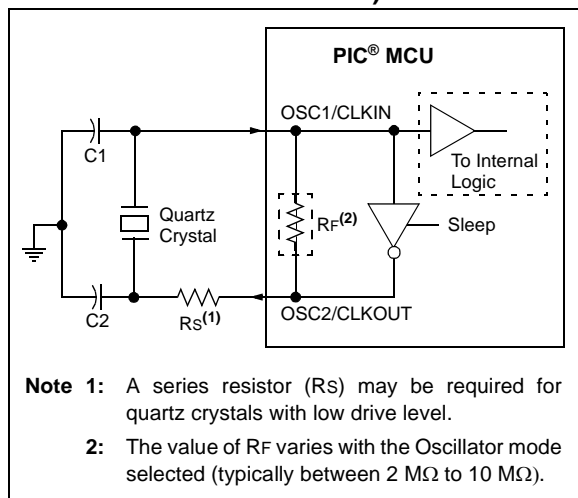 PIC® MCU
OSC1/CLKIN
C1
To Internal
Logic
Quartz
Crystal
RF(2)
Sleep
C2
RS(1)
OSC2/CLKOUT
Note 1: A series resistor (RS) may be required for
quartz crystals with low drive level.
2: The value of RF varies with the Oscillator mode
selected (typically between 2 MΩ to 10 MΩ).